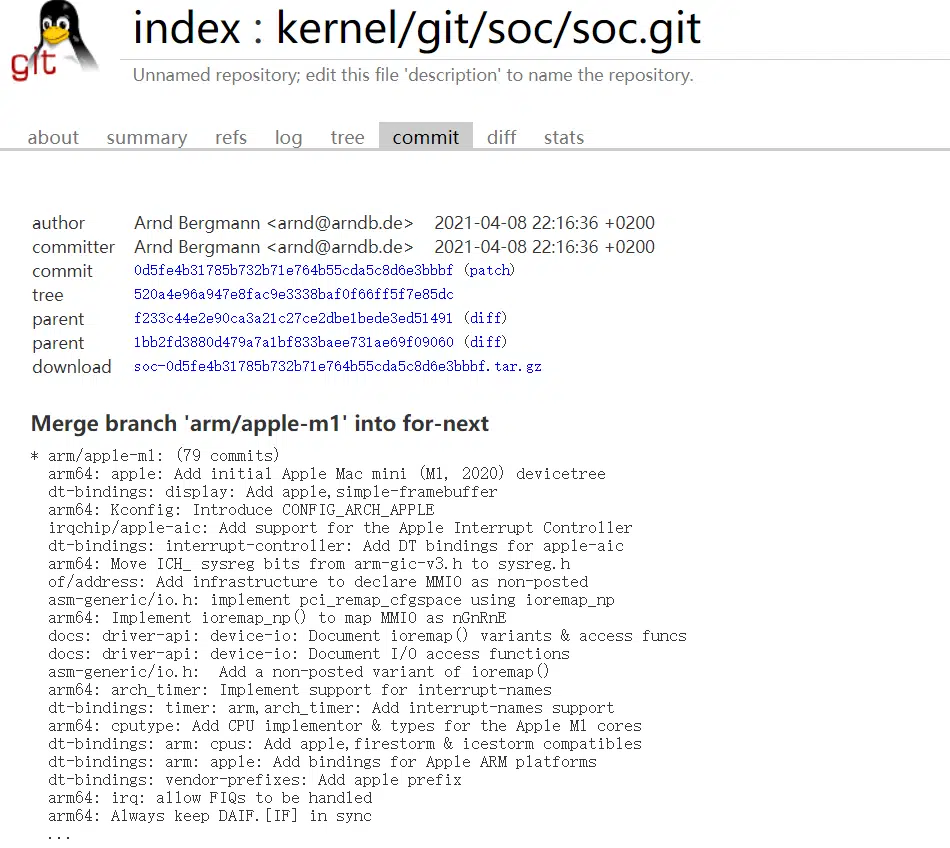 git
index : kernel/git/soc/soc.git
Unnamed repository; edit this file 'description' to name the repository.
about summary refs log tree commit diff stats
author Arnd Bergmann <arnd@arndb.de> 2021-04-08 22:16:36 +0200
committer Arnd Bergmann <arnd@arndb.de> 2021-04-08 22:16:36 +0200
commit 0d5fe4b31785b732b71e764b55cda5c8d6e3bbbf (patch)
tree 520a4e96a947e8fac9e3338baf0f66ff5f7e85dc
parent f233c44e2e90ca3a21c27ce2dbe1bede3ed51491 (diff)
parent 1bb2fd3880d479a7a1bf833baee731ae69f09060 (diff)
download soc-0d5fe4b31785b732b71e764b55cda5c8d6e3bbbf.tar.gz
Merge branch 'arm/apple-m1' into for-next
* arm/apple-m1: (79 commits)
arm64: apple: Add initial Apple Mac mini (M1, 2020) devicetree
dt-bindings: display: Add apple,simple-framebuffer
arm64: Kconfig: Introduce CONFIG_ARCH_APPLE
irqchip/apple-aic: Add support for the Apple Interrupt Controller
dt-bindings: interrupt-controller: Add DT bindings for apple-aic
arm64: Move ICH_ sysreg bits from arm-gic-v3.h to sysreg.h
of/address: Add infrastructure to declare MMIO as non-posted
asm-generic/io.h: implement pci_remap_cfgspace using ioremap_np
arm64: Implement ioremap_np() to map MMIO as nGnRnE
docs: driver-api: device-io: Document ioremap() variants & access funcs
docs: driver-api: device-io: Document I/O access functions
asm-generic/io.h:  Add a non-posted variant of ioremap()
arm64: arch_timer: Implement support for interrupt-names
dt-bindings: timer: arm,arch_timer: Add interrupt-names support
arm64: cputype: Add CPU implementor & types for the Apple M1 cores
dt-bindings: arm: cpus: Add apple,firestorm & icestorm compatibles
dt-bindings: arm: apple: Add bindings for Apple ARM platforms
dt-bindings: vendor-prefixes: Add apple prefix
arm64: irq: allow FIQs to be handled
arm64: Always keep DAIF.[IF] in sync
...